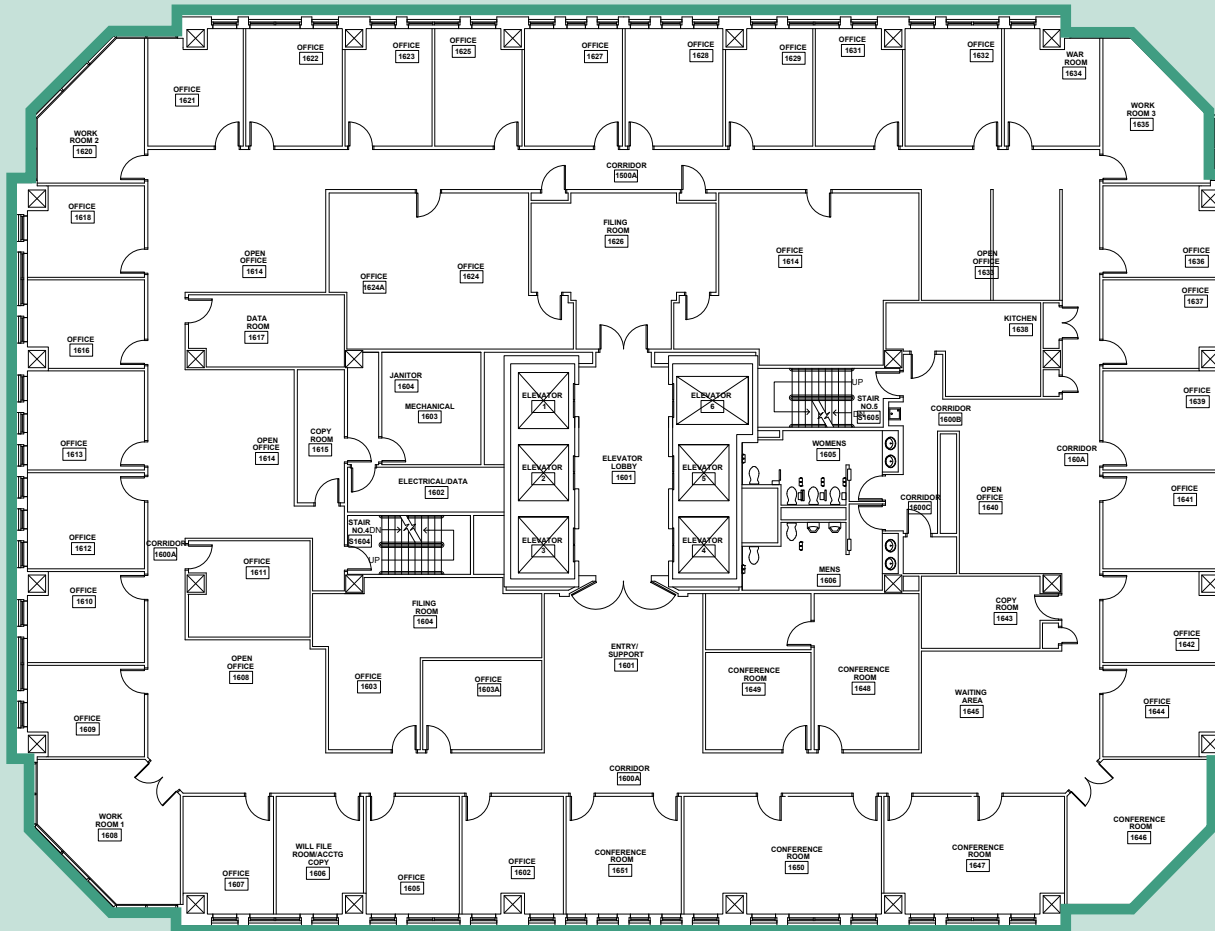 OFFICE
1621
OFFICE
1622
OFFICE
1623
OFFICE
1625
OFFICE
1627
OFFICE
1628
OFFICE
1629
OFFICE
1631
OFFICE
1632
WAR
ROOM
1634
WORK
ROOM 2
1620
WORK
ROOM 3
1635
CORRIDOR
1500A
OFFICE
1618
OPEN
OFFICE
1614
OFFICE
1624A
OFFICE
1624
FILING
ROOM
1626
OFFICE
1614
OPEN
OFFICE
1633
OFFICE
1636
OFFICE
1637
OFFICE
1616
DATA
ROOM
1617
KITCHEN
1638
JANITOR
1604
MECHANICAL
1603
ELEVATOR
1
ELEVATOR
6
UP
STAIR
NO.5
S1605
DN
CORRIDOR
1600B
OFFICE
1639
OFFICE
1613
OPEN
OFFICE
1614
COPY
ROOM
1615
ELECTRICAL/DATA
1602
ELEVATOR
2
ELEVATOR
LOBBY
1601
ELEVATOR
5
WOMENS
1605
CORRIDOR
160A
CORRIDOR
1600C
OPEN
OFFICE
1640
OFFICE
1641
OFFICE
1612
CORRIDOR
1600A
STAIR
NO.4
S1604
DN
UP
ELEVATOR
3
ELEVATOR
4
MENS
1606
OFFICE
1610
OFFICE
1611
FILING
ROOM
1604
COPY
ROOM
1643
OFFICE
1642
OPEN
OFFICE
1608
OFFICE
1603
OFFICE
1603A
ENTRY/
SUPPORT
1601
CONFERENCE
ROOM
1649
CONFERENCE
ROOM
1648
WAITING
AREA
1645
OFFICE
1644
OFFICE
1609
CORRIDOR
1600A
WORK
ROOM 1
1608
OFFICE
1607
WILL FILE
ROOM/ACCTG
COPY
1606
OFFICE
1605
OFFICE
1602
CONFERENCE
ROOM
1651
CONFERENCE
ROOM
1650
CONFERENCE
ROOM
1647
CONFERENCE
ROOM
1646